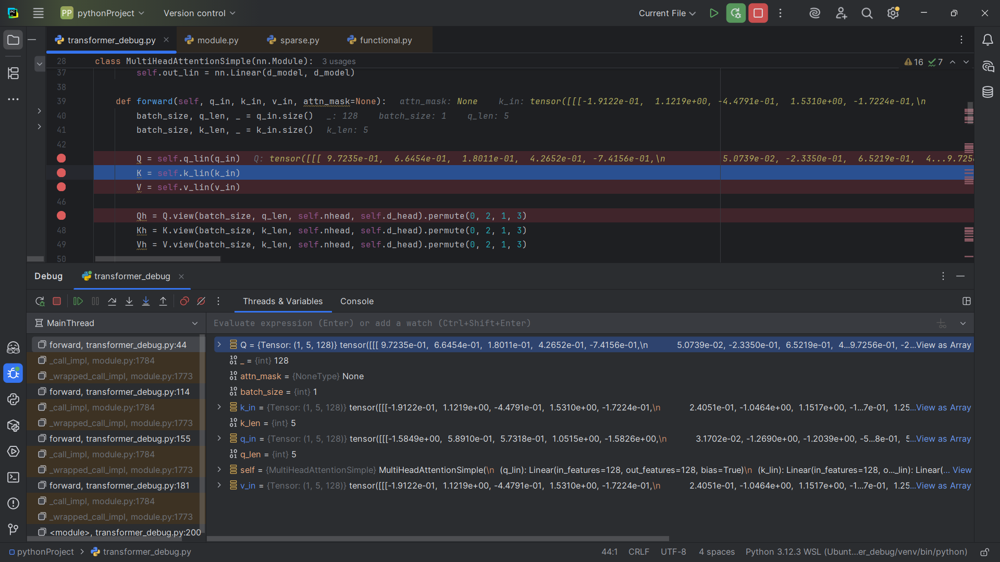 PC
PP pythonProject Version control Current File
transformer_debug.py module.py sparse.py functional.py
28 class MultiHeadAttentionSimple(nn.Module): 3 usages 16 7
37 self.out_lin = nn.Linear(d_model, d_model)
38
39 def forward(self, q_in, k_in, v_in, attn_mask=None): attn_mask: None k_in: tensor([[[-1.9122e-01, 1.1219e+00, -4.4791e-01, 1.5310e+00, -1.7224e-01,\n
40 batch_size, q_len, _ = q_in.size() _: 128 batch_size: 1 q_len: 5
41 batch_size, k_len, _ = k_in.size() k_len: 5
42
Q = self.q_lin(q_in) Q: tensor([[[ 9.7235e-01, 6.6454e-01, 1.8011e-01, 4.2652e-01, -7.4156e-01,\n 5.0739e-02, -2.3350e-01, 6.5219e-01, 4...9.7256
K = self.k_lin(k_in)
V = self.v_lin(v_in)
46
Qh = Q.view(batch_size, q_len, self.nhead, self.d_head).permute(0, 2, 1, 3)
48 Kh = K.view(batch_size, k_len, self.nhead, self.d_head).permute(0, 2, 1, 3)
49 Vh = V.view(batch_size, k_len, self.nhead, self.d_head).permute(0, 2, 1, 3)
50
Debug transformer_debug
Threads & Variables Console
MainThread
Evaluate expression (Enter) or add a watch (Ctrl+Shift+Enter)
forward, transformer_debug.py:44
_call_impl, module.py:1784
_wrapped_call_impl, module.py:1773
forward, transformer_debug.py:114
_call_impl, module.py:1784
_wrapped_call_impl, module.py:1773
forward, transformer_debug.py:155
_call_impl, module.py:1784
_wrapped_call_impl, module.py:1773
forward, transformer_debug.py:181
_call_impl, module.py:1784
_wrapped_call_impl, module.py:1773
<module>, transformer_debug.py:200
Q = {Tensor: (1, 5, 128)} tensor([[[ 9.7235e-01, 6.6454e-01, 1.8011e-01, 4.2652e-01, -7.4156e-01,\n 5.0739e-02, -2.3350e-01, 6.5219e-01, 4...9.7256e-01, -2...View as Array
_ = {int} 128
attn_mask = {NoneType} None
batch_size = {int} 1
k_in = {Tensor: (1, 5, 128)} tensor([[[-1.9122e-01, 1.1219e+00, -4.4791e-01, 1.5310e+00, -1.7224e-01,\n 2.4051e-01, -1.0464e+00, 1.1517e+00, -1...7e-01, 1.25...View as Array
k_len = {int} 5
q_in = {Tensor: (1, 5, 128)} tensor([[[-1.5849e+00, 5.8910e-01, 5.7318e-01, 1.0515e+00, -1.5826e+00,\n 3.1702e-02, -1.2690e+00, -1.2039e+00, -5...8e-01, 5...View as Array
q_len = {int} 5
self = {MultiHeadAttentionSimple} MultiHeadAttentionSimple(\n (q_lin): Linear(in_features=128, out_features=128, bias=True)\n (k_lin): Linear(in_features=128, o..._lin): Linear(... View
v_in = {Tensor: (1, 5, 128)} tensor([[[-1.9122e-01, 1.1219e+00, -4.4791e-01, 1.5310e+00, -1.7224e-01,\n 2.4051e-01, -1.0464e+00, 1.1517e+00, -1...7e-01, 1.25...View as Array
pythonProject transformer_debug.py 44:1 CRLF UTF-8 4 spaces Python 3.12.3 WSL (Ubunt...er_debug/venv/bin/python)